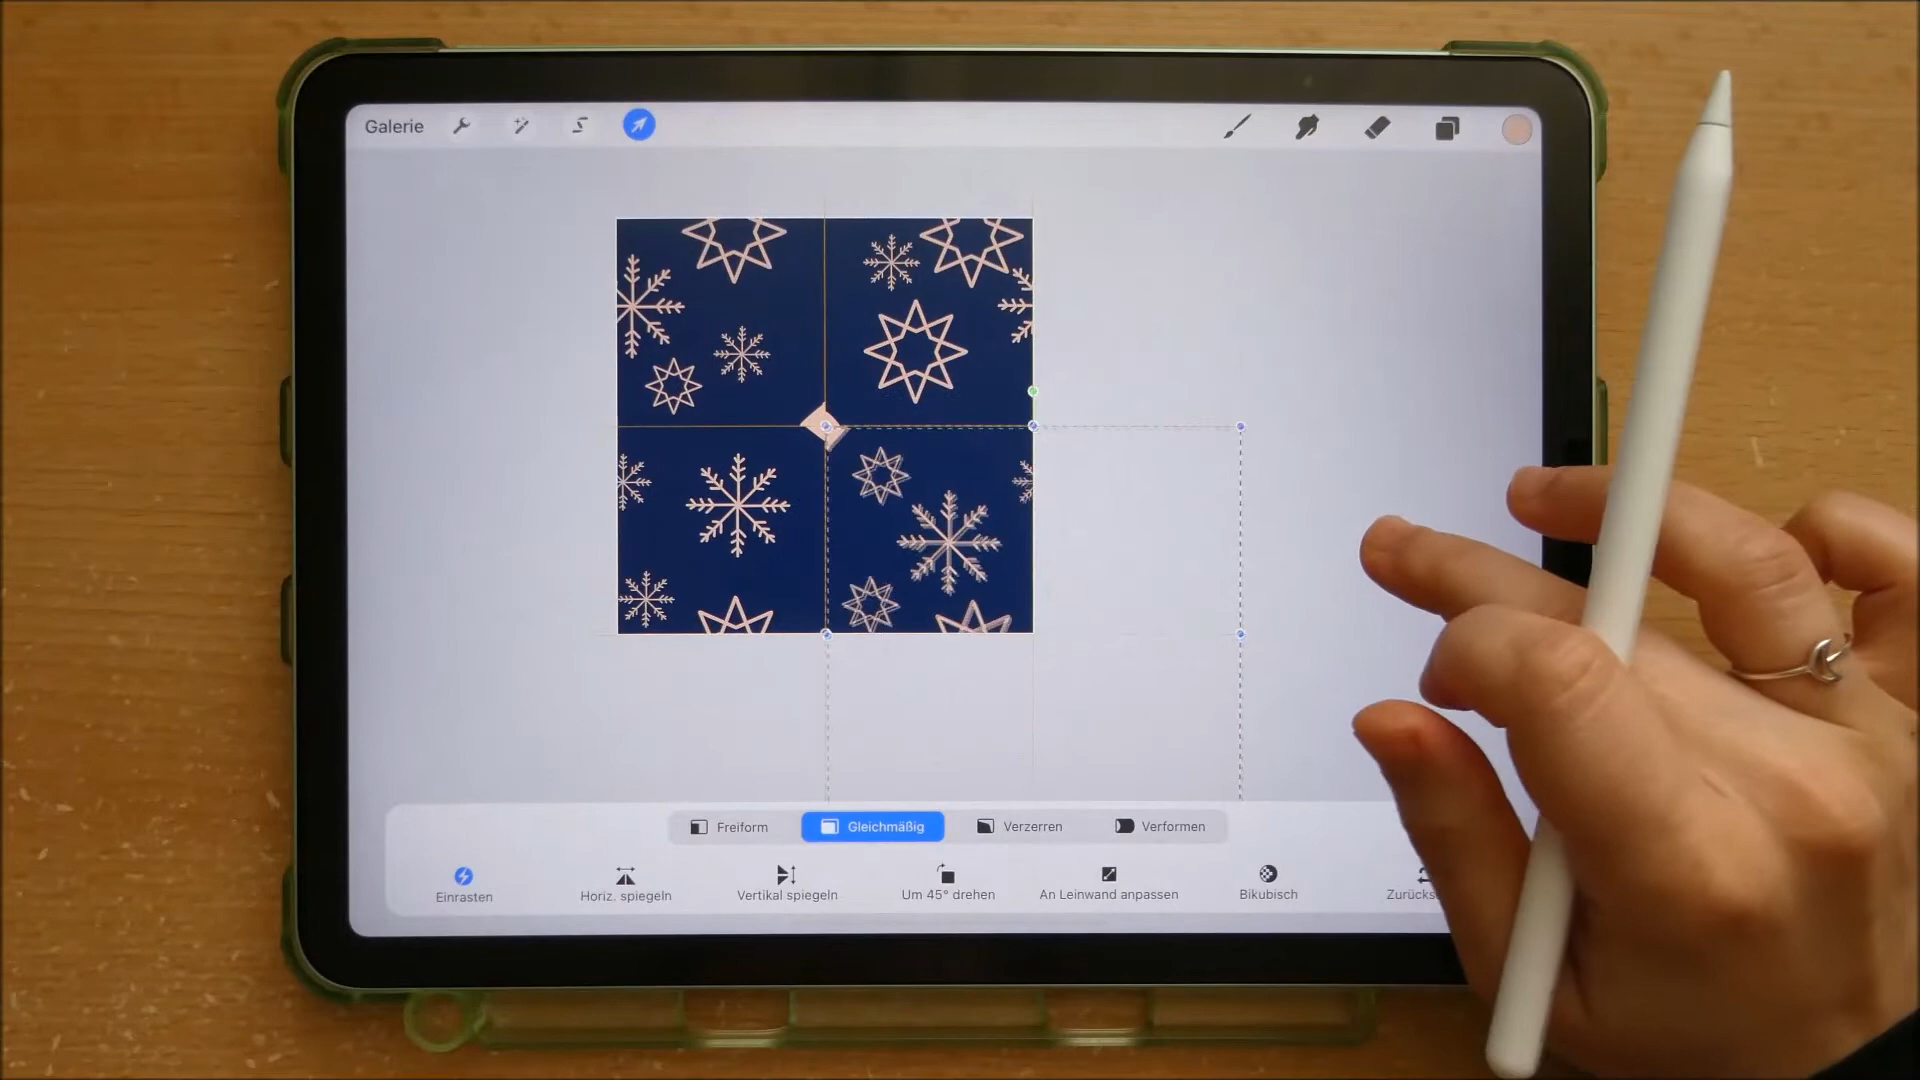 Galerie
Freiform Gleichmäßig Verzerren Verformen
Einrasten Horiz. spiegeln Vertikal spiegeln Um 45° drehen An Leinwand anpassen Bikubisch